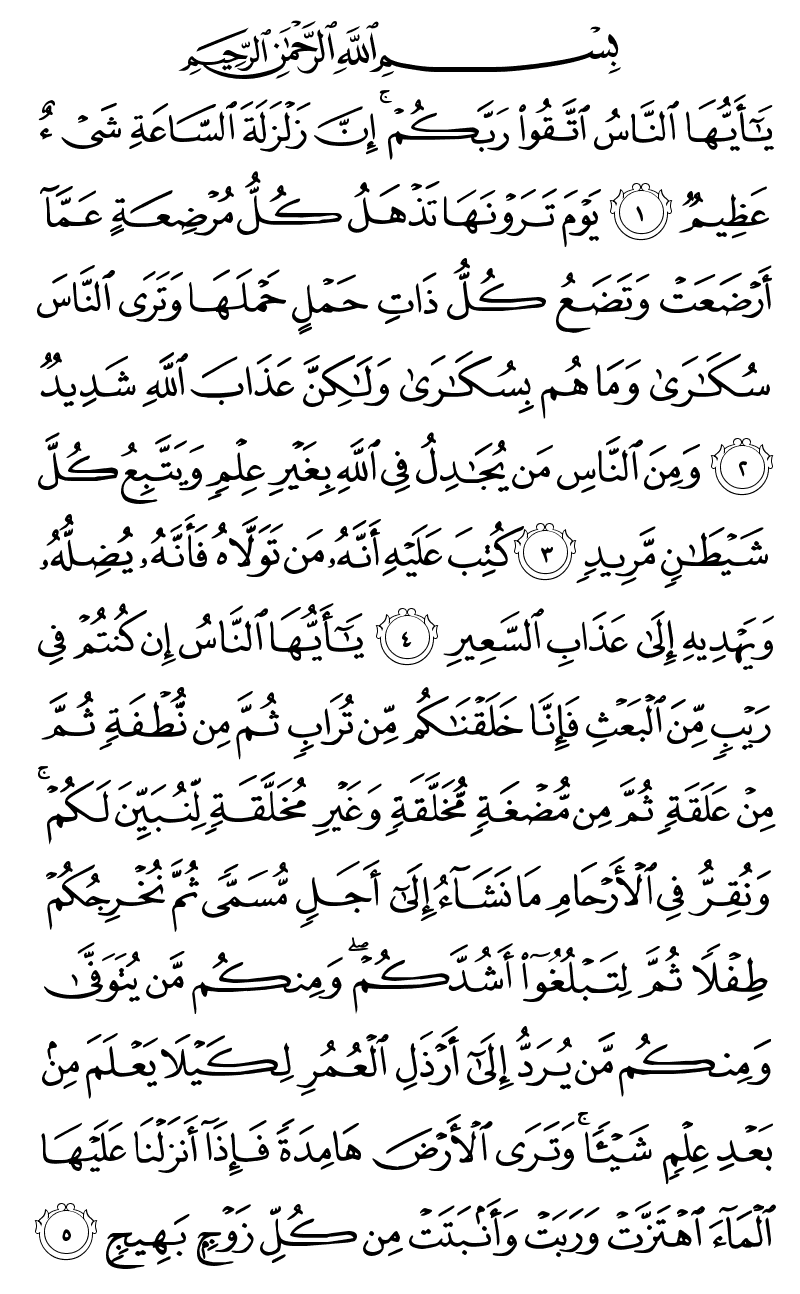 بِسْمِ ٱللَّهِ ٱلرَّحْمَٰنِ ٱلرَّحِيمِ
يَٰٓأَيُّهَا ٱلنَّاسُ ٱتَّقُوا۟ رَبَّكُمْ ۚ إِنَّ زَلْزَلَةَ ٱلسَّاعَةِ شَىْءٌ
عَظِيمٌ ١ يَوْمَ تَرَوْنَهَا تَذْهَلُ كُلُّ مُرْضِعَةٍ عَمَّآ
أَرْضَعَتْ وَتَضَعُ كُلُّ ذَاتِ حَمْلٍ حَمْلَهَا وَتَرَى ٱلنَّاسَ
سُكَٰرَىٰ وَمَا هُم بِسُكَٰرَىٰ وَلَٰكِنَّ عَذَابَ ٱللَّهِ شَدِيدٌ
٢ وَمِنَ ٱلنَّاسِ مَن يُجَٰدِلُ فِى ٱللَّهِ بِغَيْرِ عِلْمٍ وَيَتَّبِعُ كُلَّ
شَيْطَٰنٍ مَّرِيدٍ ٣ كُتِبَ عَلَيْهِ أَنَّهُۥ مَن تَوَلَّاهُ فَأَنَّهُۥ يُضِلُّهُۥ
وَيَهْدِيهِ إِلَىٰ عَذَابِ ٱلسَّعِيرِ ٤ يَٰٓأَيُّهَا ٱلنَّاسُ إِن كُنتُمْ فِى
رَيْبٍ مِّنَ ٱلْبَعْثِ فَإِنَّا خَلَقْنَٰكُم مِّن تُرَابٍ ثُمَّ مِن نُّطْفَةٍ ثُمَّ
مِنْ عَلَقَةٍ ثُمَّ مِن مُّضْغَةٍ مُّخَلَّقَةٍ وَغَيْرِ مُخَلَّقَةٍ لِّنُبَيِّنَ لَكُمْ ۚ
وَنُقِرُّ فِى ٱلْأَرْحَامِ مَا نَشَآءُ إِلَىٰٓ أَجَلٍ مُّسَمًّى ثُمَّ نُخْرِجُكُمْ
طِفْلًا ثُمَّ لِتَبْلُغُوٓا۟ أَشُدَّكُمْ ۖ وَمِنكُم مَّن يُتَوَفَّىٰ
وَمِنكُم مَّن يُرَدُّ إِلَىٰٓ أَرْذَلِ ٱلْعُمُرِ لِكَيْلَا يَعْلَمَ مِنۢ
بَعْدِ عِلْمٍ شَيْـًٔا ۚ وَتَرَى ٱلْأَرْضَ هَامِدَةً فَإِذَآ أَنزَلْنَا عَلَيْهَا
ٱلْمَآءَ ٱهْتَزَّتْ وَرَبَتْ وَأَنۢبَتَتْ مِن كُلِّ زَوْجٍۭ بَهِيجٍ ٥